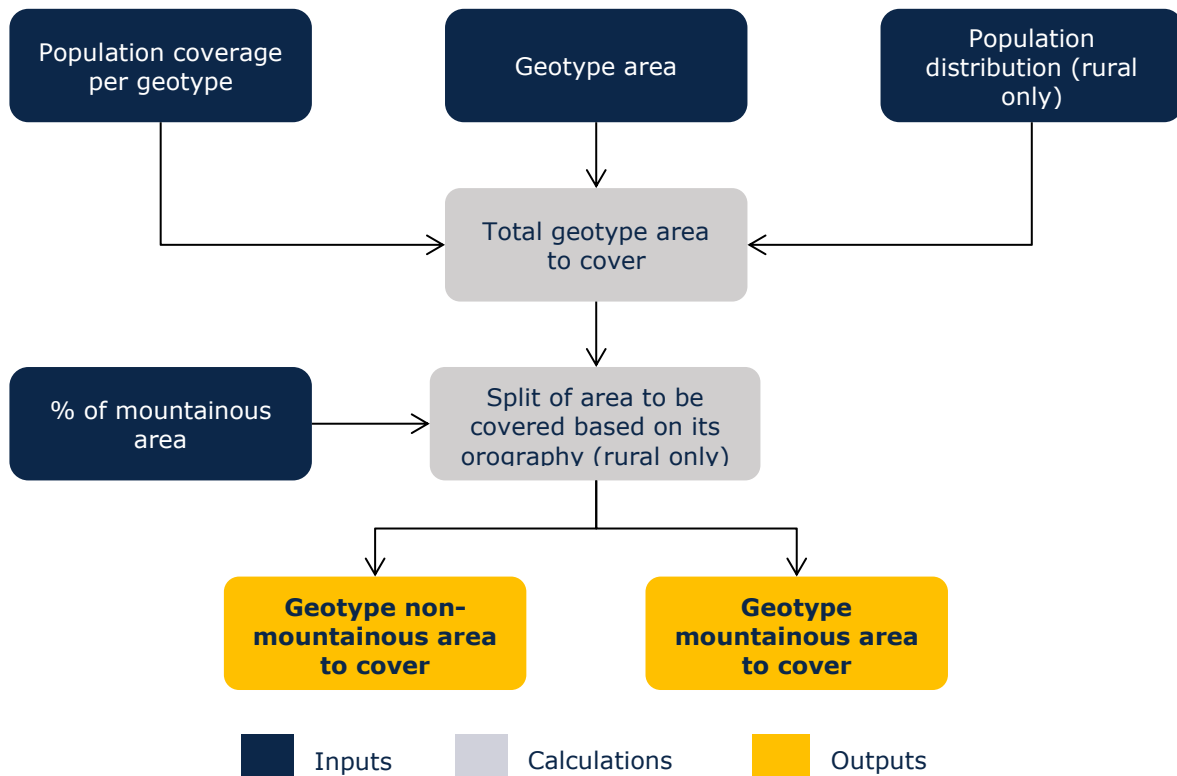 Population coverage
per geotype
Geotype area
Population
distribution (rural
only)
Total geotype area
to cover
% of mountainous
area
Split of area to be
covered based on its
orography (rural only)
Geotype non-
mountainous area
to cover
Geotype
mountainous area
to cover
Inputs
Calculations
Outputs